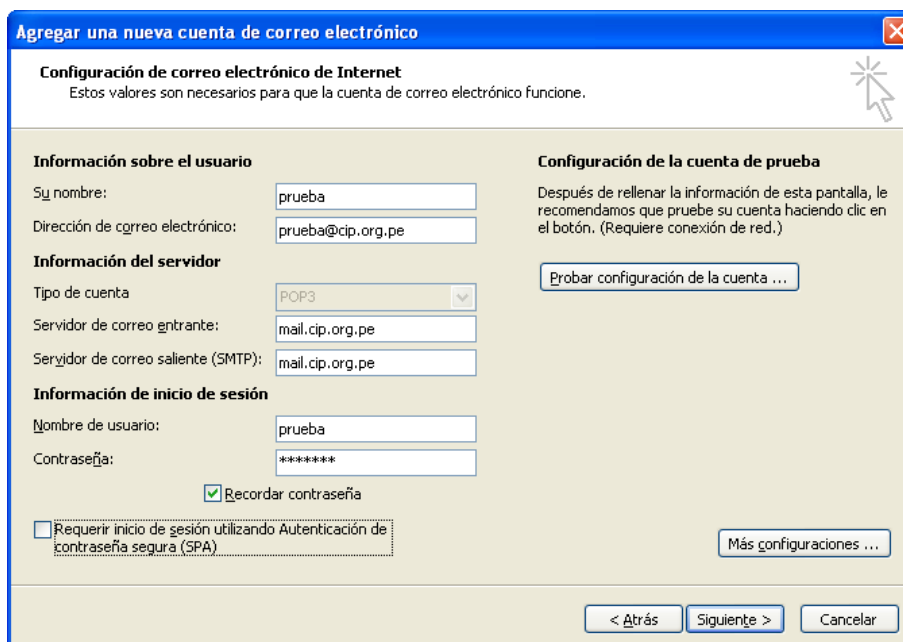 Agregar una nueva cuenta de correo electrónico
Configuración de correo electrónico de Internet
Estos valores son necesarios para que la cuenta de correo electrónico funcione.
Información sobre el usuario
Su nombre:
prueba
Dirección de correo electrónico:
prueba@cip.org.pe
Información del servidor
Tipo de cuenta
POP3
Servidor de correo entrante:
mail.cip.org.pe
Servidor de correo saliente (SMTP):
mail.cip.org.pe
Información de inicio de sesión
Nombre de usuario:
prueba
Contraseña:
*******
Recordar contraseña
Requerir inicio de sesión utilizando Autenticación de
contraseña segura (SPA)
Configuración de la cuenta de prueba
Después de rellenar la información de esta pantalla, le
recomendamos que pruebe su cuenta haciendo clic en
el botón. (Requiere conexión de red.)
Probar configuración de la cuenta ...
Más configuraciones ...
< Atrás
Siguiente >
Cancelar